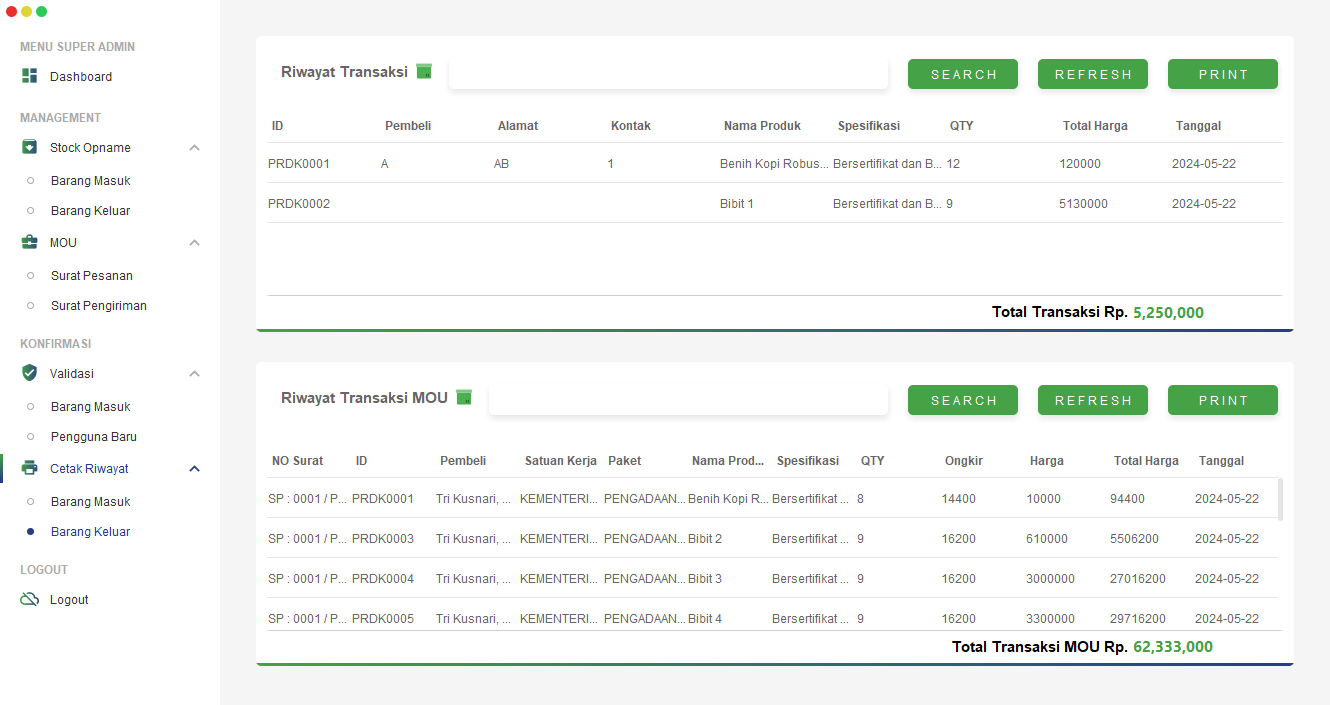 MENU SUPER ADMIN
Dashboard
MANAGEMENT
Stock Opname
Barang Masuk
Barang Keluar
MOU
Surat Pesanan
Surat Pengiriman
KONFIRMASI
Validasi
Barang Masuk
Pengguna Baru
Cetak Riwayat
Barang Masuk
Barang Keluar
LOGOUT
Logout
Riwayat Transaksi SEARCH REFRESH PRINT
ID Pembeli Alamat Kontak Nama Produk Spesifikasi QTY Total Harga Tanggal
PRDK0001 A AB 1 Benih Kopi Robus... Bersertifikat dan B... 12 120000 2024-05-22
PRDK0002 Bibit 1 Bersertifikat dan B... 9 5130000 2024-05-22
Total Transaksi Rp. 5,250,000
Riwayat Transaksi MOU SEARCH REFRESH PRINT
NO Surat ID Pembeli Satuan Kerja Paket Nama Prod... Spesifikasi QTY Ongkir Harga Total Harga Tanggal
SP : 0001 / P... PRDK0001 Tri Kusnari, ... KEMENTERI... PENGADAAN... Benih Kopi R... Bersertifikat ... 8 14400 10000 94400 2024-05-22
SP : 0001 / P... PRDK0003 Tri Kusnari, ... KEMENTERI... PENGADAAN... Bibit 2 Bersertifikat ... 9 16200 610000 5506200 2024-05-22
SP : 0001 / P... PRDK0004 Tri Kusnari, ... KEMENTERI... PENGADAAN... Bibit 3 Bersertifikat ... 9 16200 3000000 27016200 2024-05-22
SP : 0001 / P... PRDK0005 Tri Kusnari, ... KEMENTERI... PENGADAAN... Bibit 4 Bersertifikat ... 9 16200 3300000 29716200 2024-05-22
Total Transaksi MOU Rp. 62,333,000